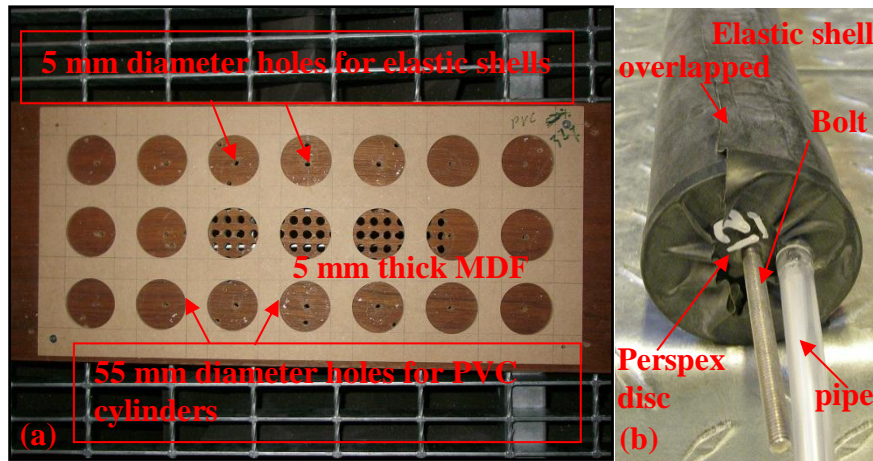 5 mm diameter holes for elastic shells
PVC
5 mm thick MDF
55 mm diameter holes for PVC
cylinders
(a)
Elastic shell
overlapped
Bolt
Perspex
disc
pipe
(b)